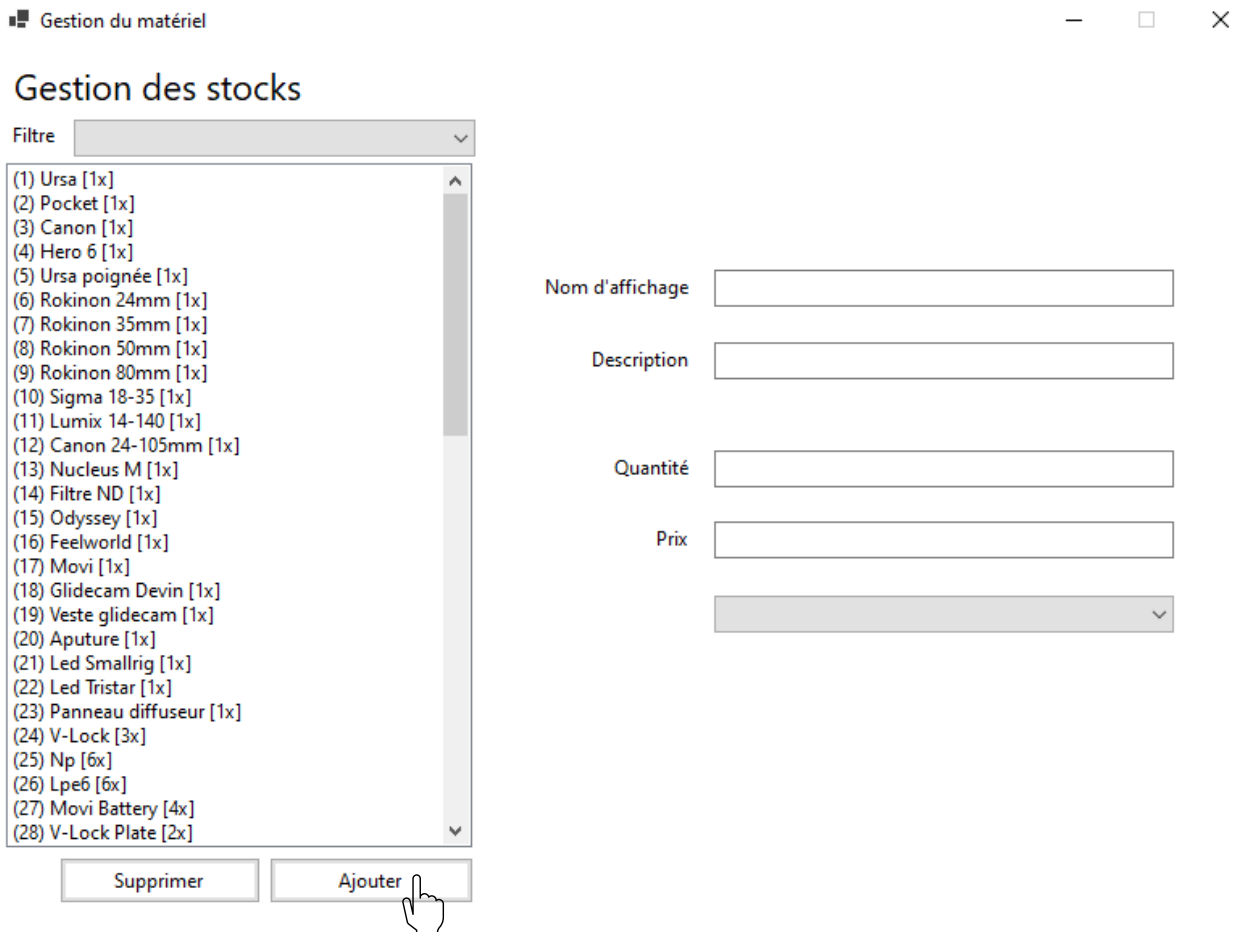 Gestion du matériel
Gestion des stocks
Filtre
(1) Ursa [1x]
(2) Pocket [1x]
(3) Canon [1x]
(4) Hero 6 [1x]
(5) Ursa poignée [1x]
(6) Rokinon 24mm [1x]
(7) Rokinon 35mm [1x]
(8) Rokinon 50mm [1x]
(9) Rokinon 80mm [1x]
(10) Sigma 18-35 [1x]
(11) Lumix 14-140 [1x]
(12) Canon 24-105mm [1x]
(13) Nucleus M [1x]
(14) Filtre ND [1x]
(15) Odyssey [1x]
(16) Feelworld [1x]
(17) Movi [1x]
(18) Glidecam Devin [1x]
(19) Veste glidecam [1x]
(20) Aputure [1x]
(21) Led Smallrig [1x]
(22) Led Tristar [1x]
(23) Panneau diffuseur [1x]
(24) V-Lock [3x]
(25) Np [6x]
(26) Lpe6 [6x]
(27) Movi Battery [4x]
(28) V-Lock Plate [2x]
Supprimer
Ajouter
Nom d'affichage
Description
Quantité
Prix